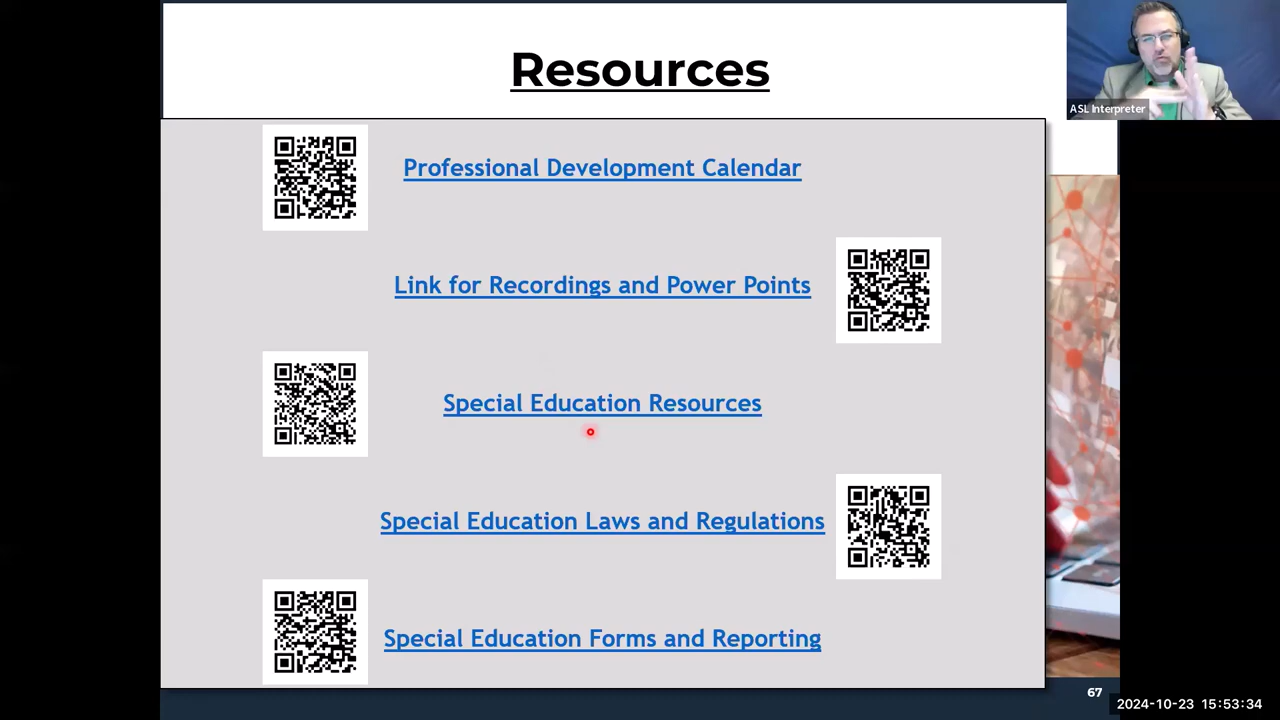 Resources
ASL Interpreter
Professional Development Calendar
Link for Recordings and Power Points
Special Education Resources
Special Education Laws and Regulations
Special Education Forms and Reporting
67
2024-10-23 15:53:34